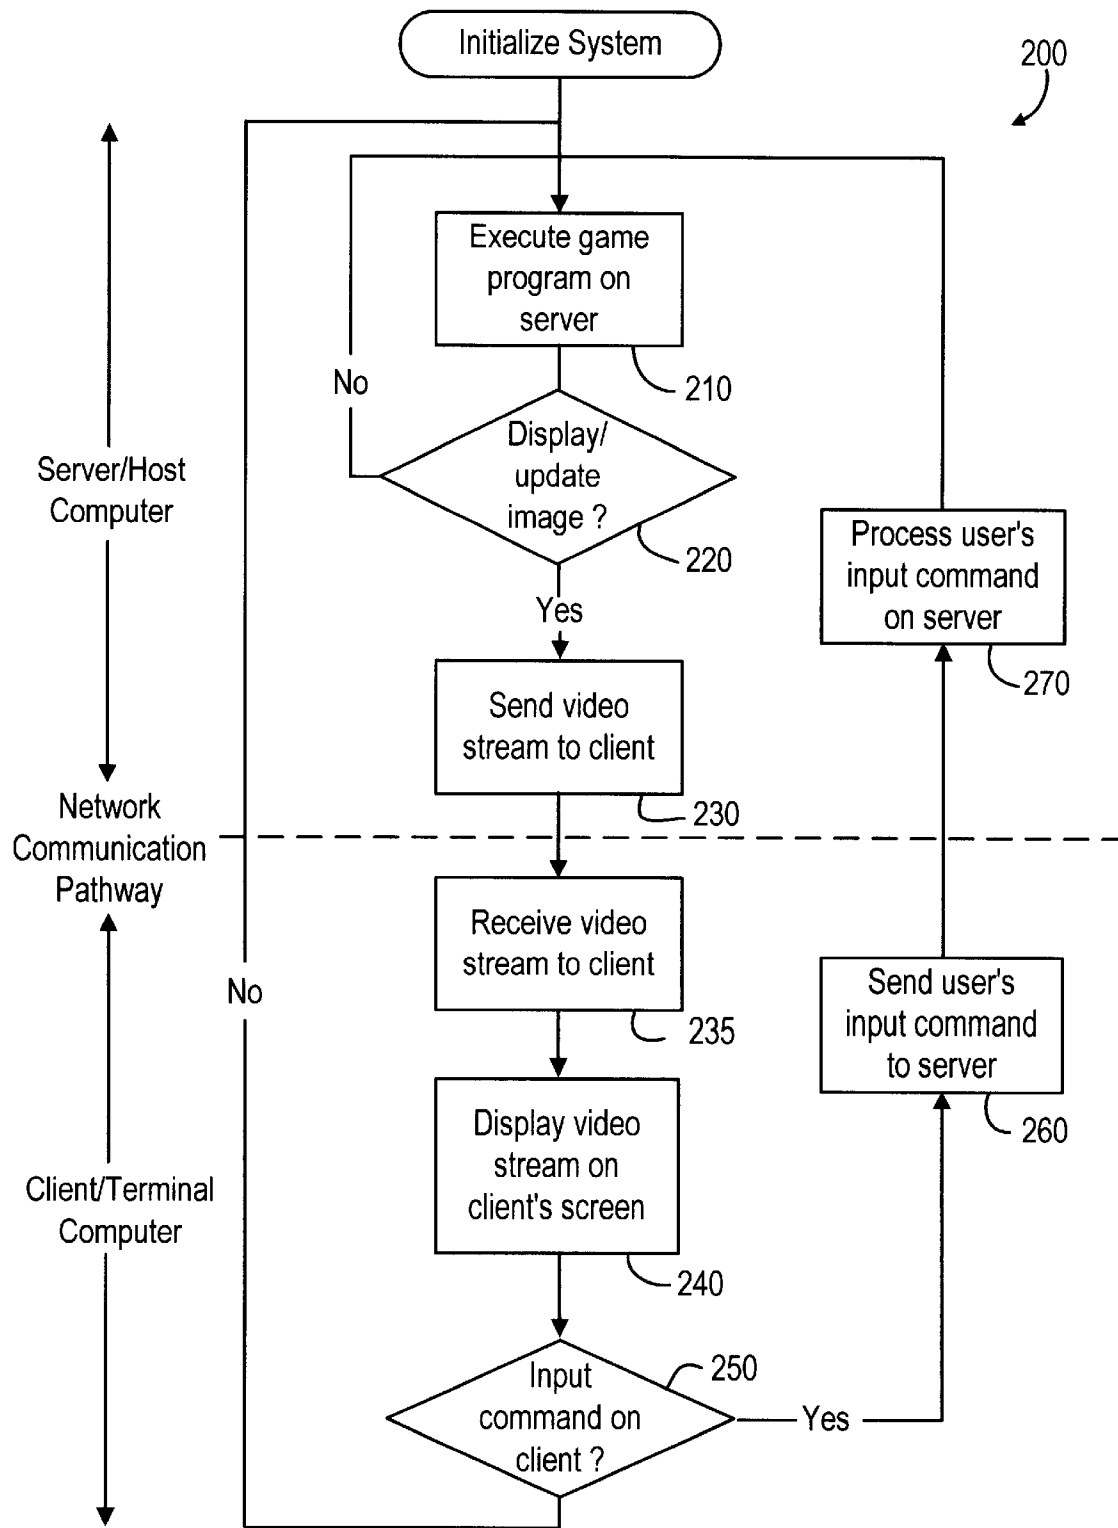 Initialize System
200
Execute game
program on
server
210
No
Display/
update
image ?
220
Server/Host
Computer
Process user's
input command
on server
270
Yes
Send video
stream to client
230
Network
Communication
Pathway
Receive video
stream to client
235
No
Send user's
input command
to server
260
Display video
stream on
client's screen
240
Client/Terminal
Computer
Input
command on
client ?
250
Yes